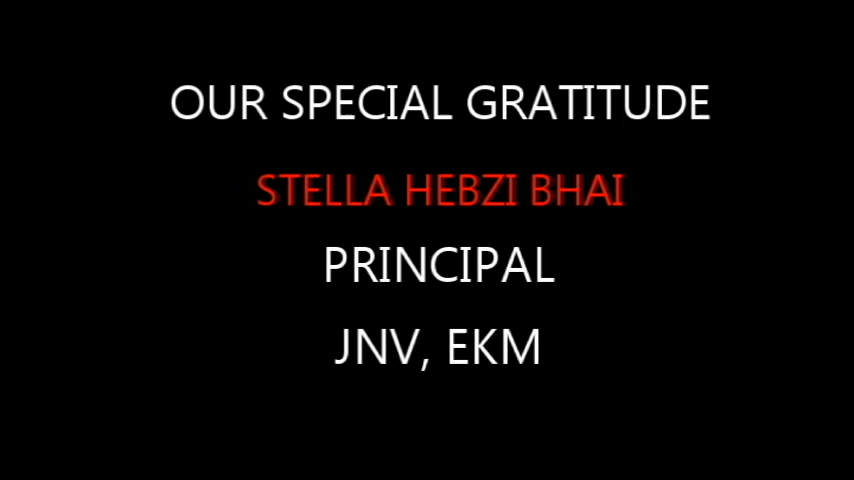 OUR SPECIAL GRATITUDE
STELLA HEBZI BHAI
PRINCIPAL
JNV, EKM